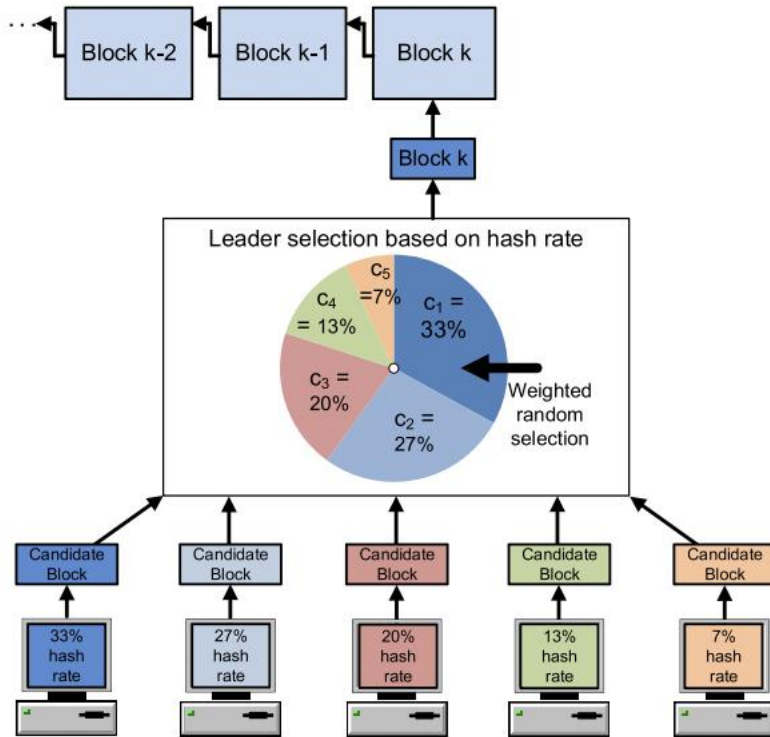 ...
Block k-2
Block k-1
Block k
Block k
Leader selection based on hash rate
c₅
=7%
c₄
= 13%
c₁ =
33%
c₃ =
20%
c₂ =
27%
Weighted
random
selection
Candidate
Block
Candidate
Block
Candidate
Block
Candidate
Block
Candidate
Block
33%
hash
rate
27%
hash
rate
20%
hash
rate
13%
hash
rate
7%
hash
rate